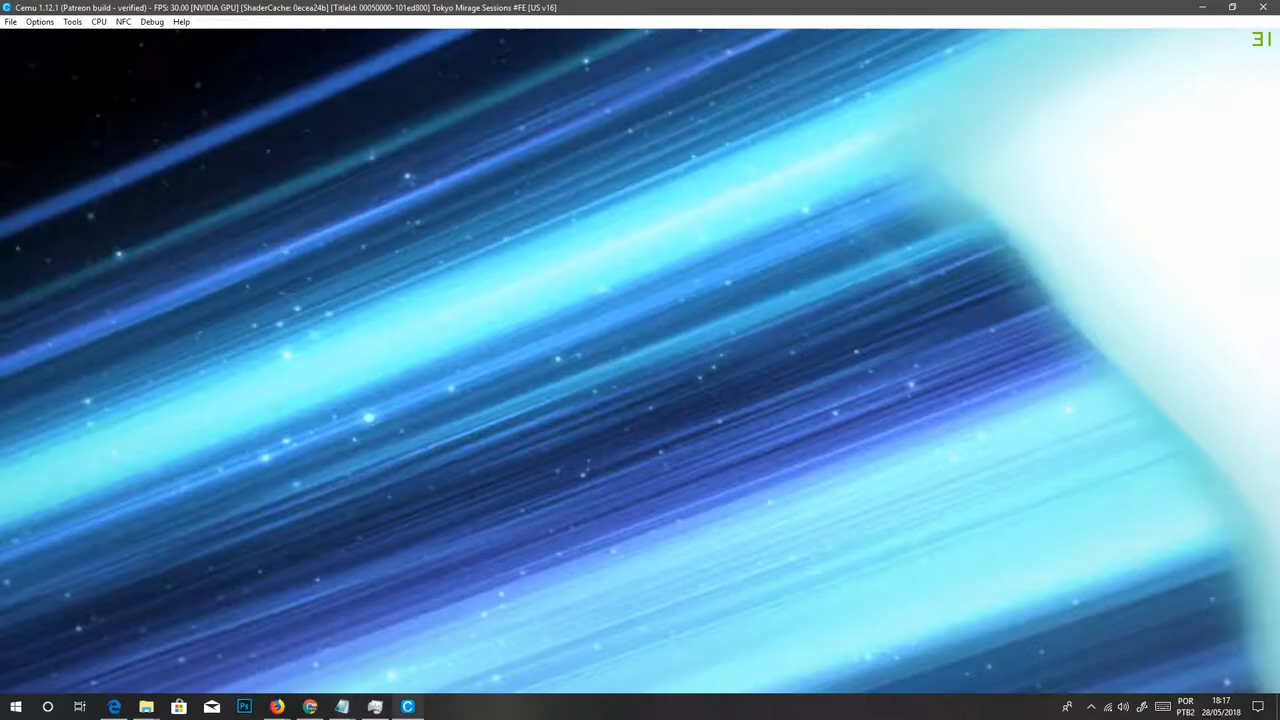 Cemu 1.12.1 (Patreon build - verified) - FPS: 30.00 [NVIDIA GPU] [ShaderCache: 0ecea24b] [TitleId: 00050000-101ed800] Tokyo Mirage Sessions #FE [US v16]
File Options Tools CPU NFC Debug Help
31
Ps
POR 18:17
PTB2 28/05/2018